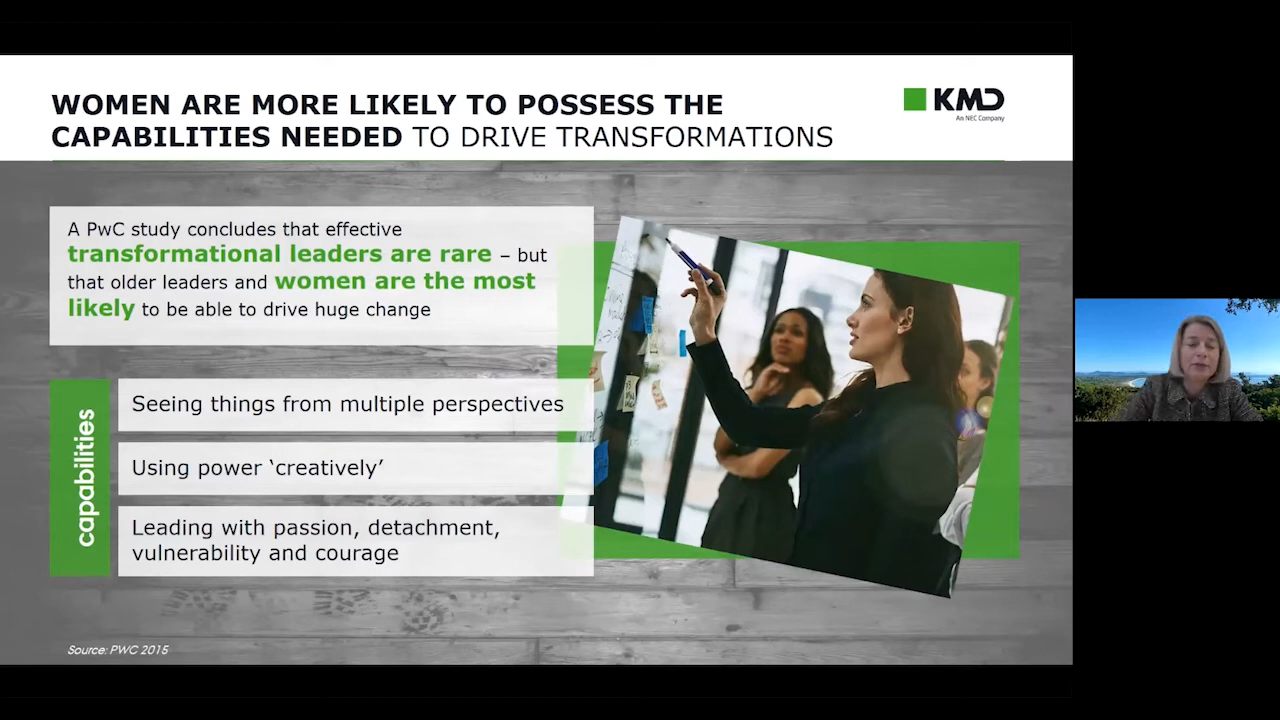 WOMEN ARE MORE LIKELY TO POSSESS THE
CAPABILITIES NEEDED TO DRIVE TRANSFORMATIONS
KMD
An NEC Company
A PwC study concludes that effective
transformational leaders are rare – but
that older leaders and women are the most
likely to be able to drive huge change
capabilities
Seeing things from multiple perspectives
Using power ‘creatively’
Leading with passion, detachment,
vulnerability and courage
Source: PWC 2015